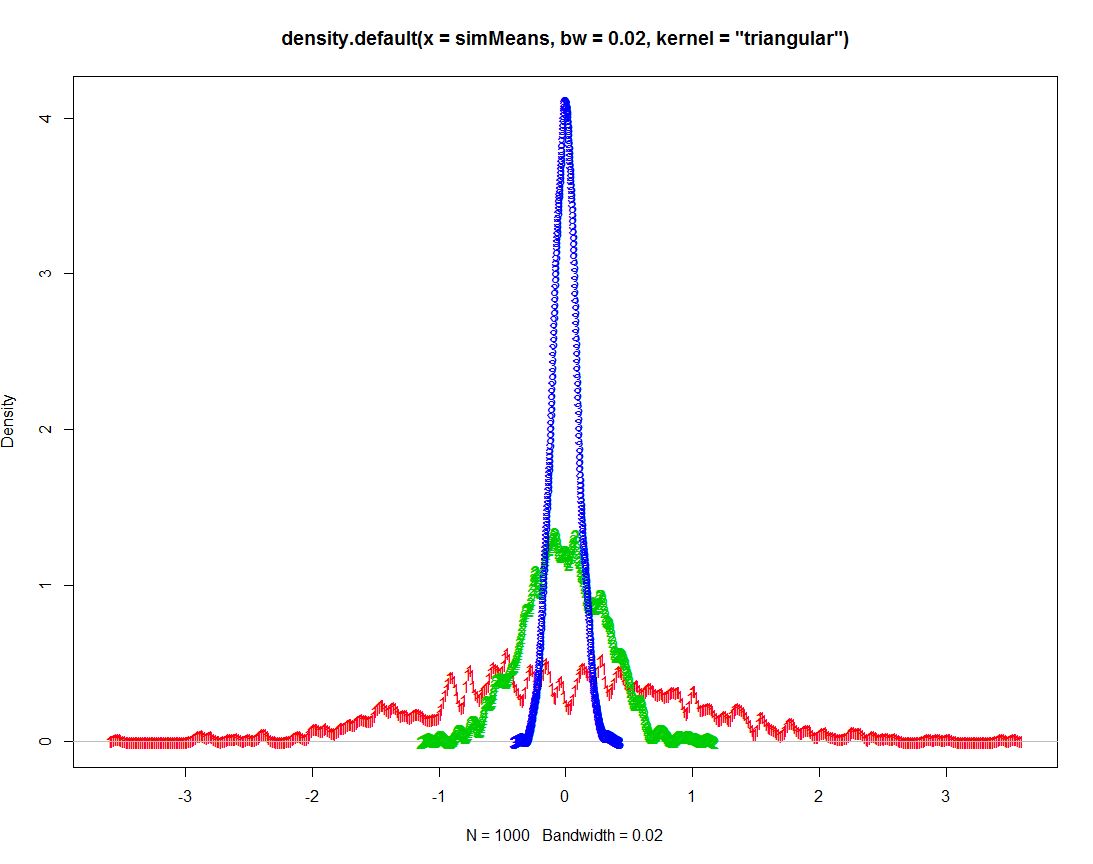 density.default(x = simMeans, bw = 0.02, kernel = "triangular")
4
3
2
1
0
Density
-3 -2 -1 0 1 2 3
N = 1000 Bandwidth = 0.02